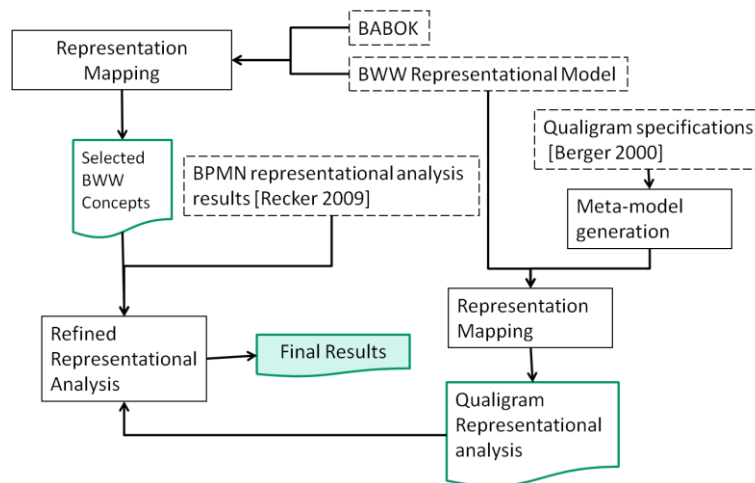 BABOK
Representation
Mapping
BWW Representational Model
Qualigram specifications
[Berger 2000]
Selected
BWW
Concepts
BPMN representational analysis
results [Recker 2009]
Meta-model
generation
Representation
Mapping
Refined
Representational
Analysis
Final Results
Qualigram
Representational
analysis